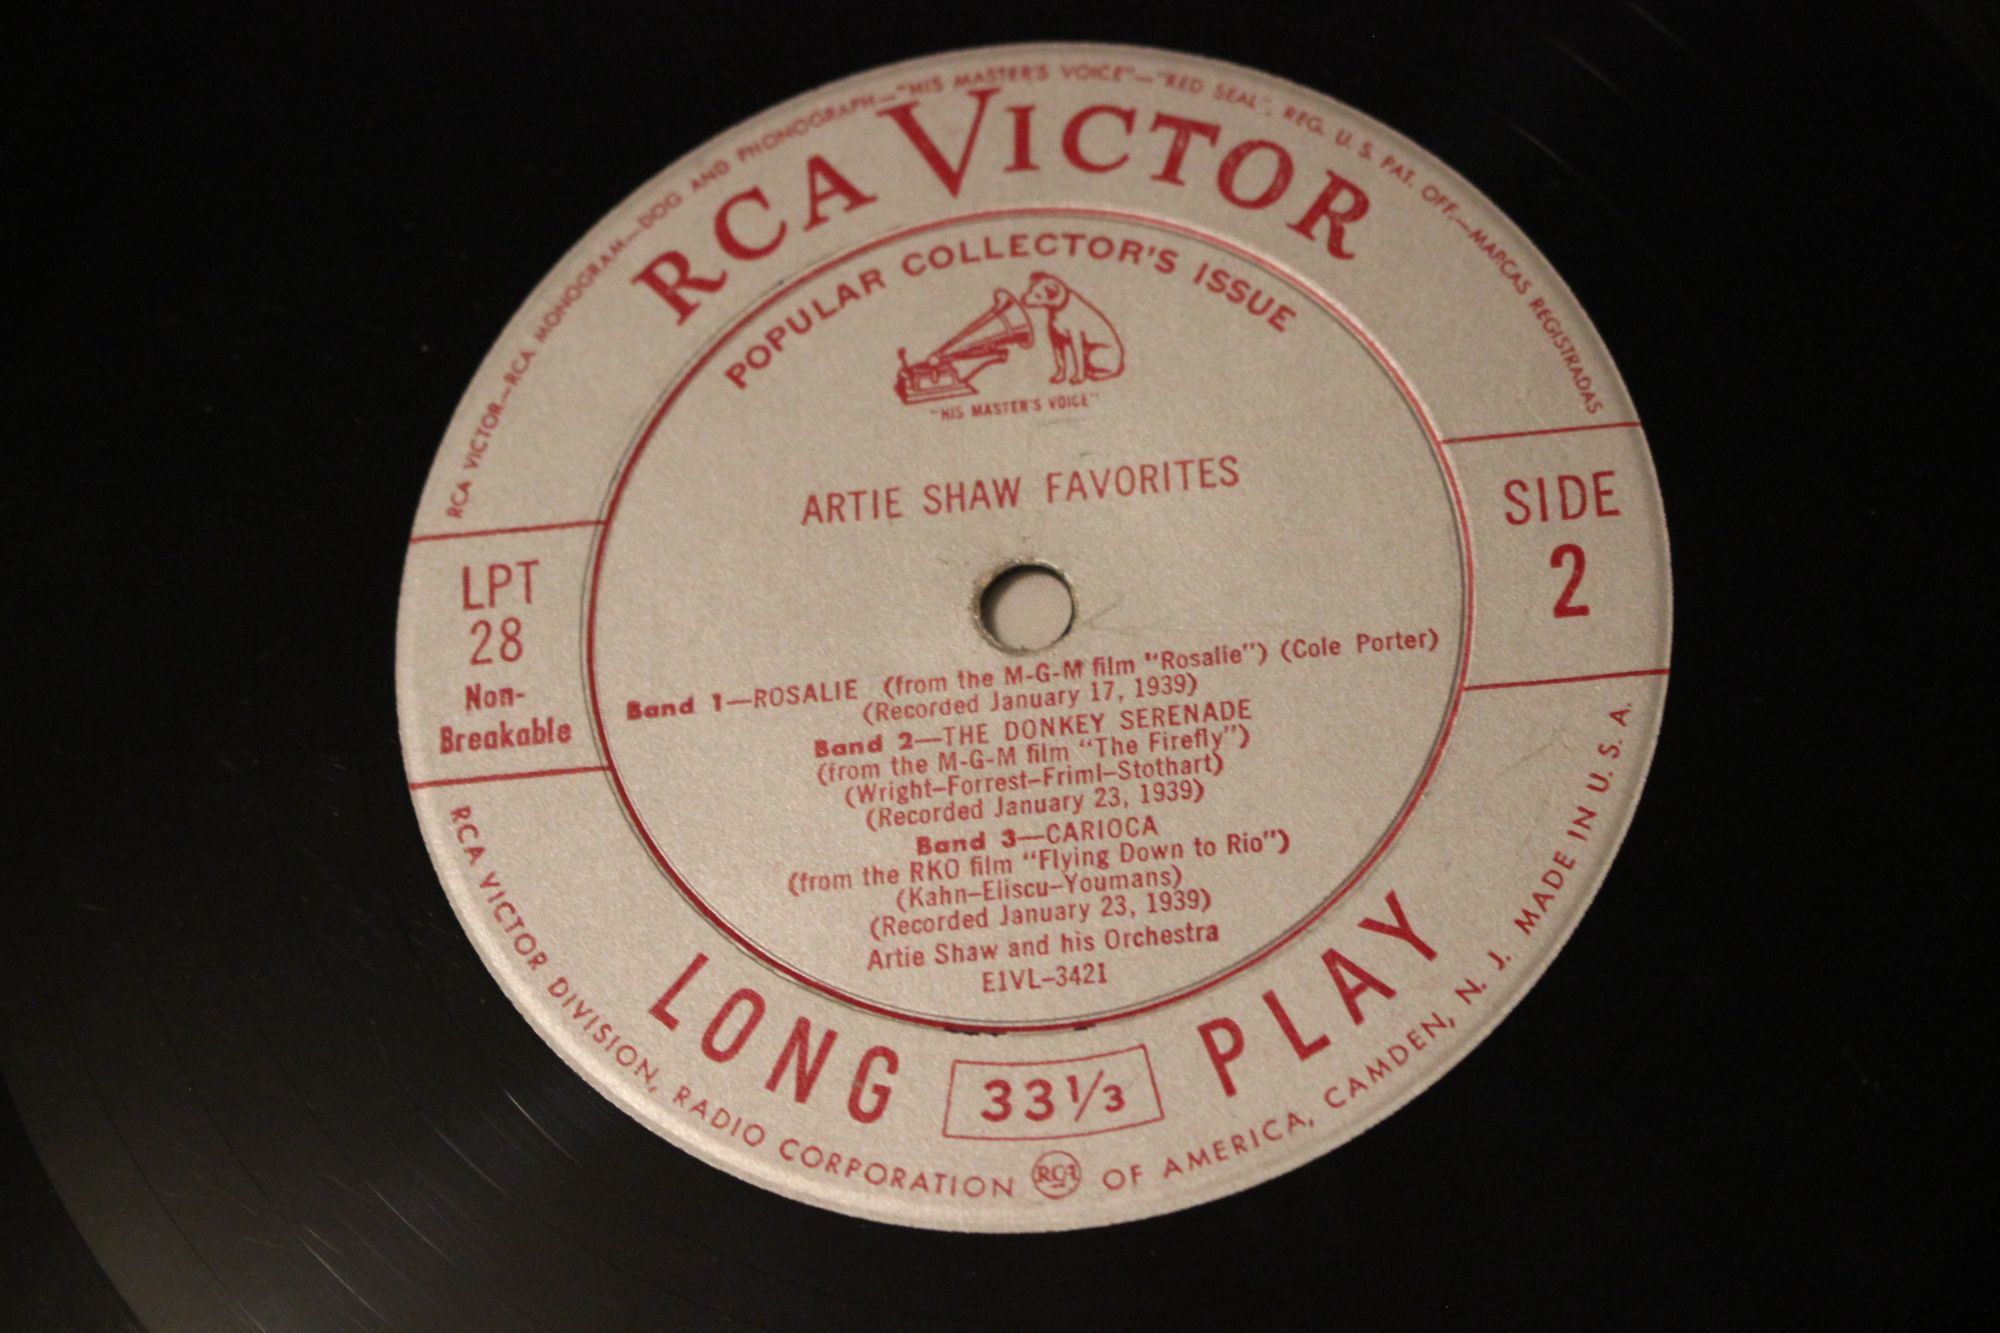 RCA VICTOR—RCA MONOGRAM—DOG AND PHONOGRAPH—"HIS MASTER'S VOICE"—"RED SEAL", REG. U. S. PAT. OFF.—MARCAS REGISTRADAS
RCA VICTOR
POPULAR COLLECTOR'S ISSUE
"HIS MASTER'S VOICE"
ARTIE SHAW FAVORITES
SIDE
2
LPT
28
Non-
Breakable
Band 1—ROSALIE (from the M-G-M film "Rosalie") (Cole Porter)
(Recorded January 17, 1939)
Band 2—THE DONKEY SERENADE
(from the M-G-M film "The Firefly")
(Wright–Forrest–Friml–Stothart)
(Recorded January 23, 1939)
Band 3—CARIOCA
(from the RKO film "Flying Down to Rio")
(Kahn–Eliscu–Youmans)
(Recorded January 23, 1939)
Artie Shaw and his Orchestra
E1VL–3421
LONG 33 1/3 PLAY
RCA VICTOR DIVISION, RADIO CORPORATION RCA OF AMERICA, CAMDEN, N. J. MADE IN U. S. A.